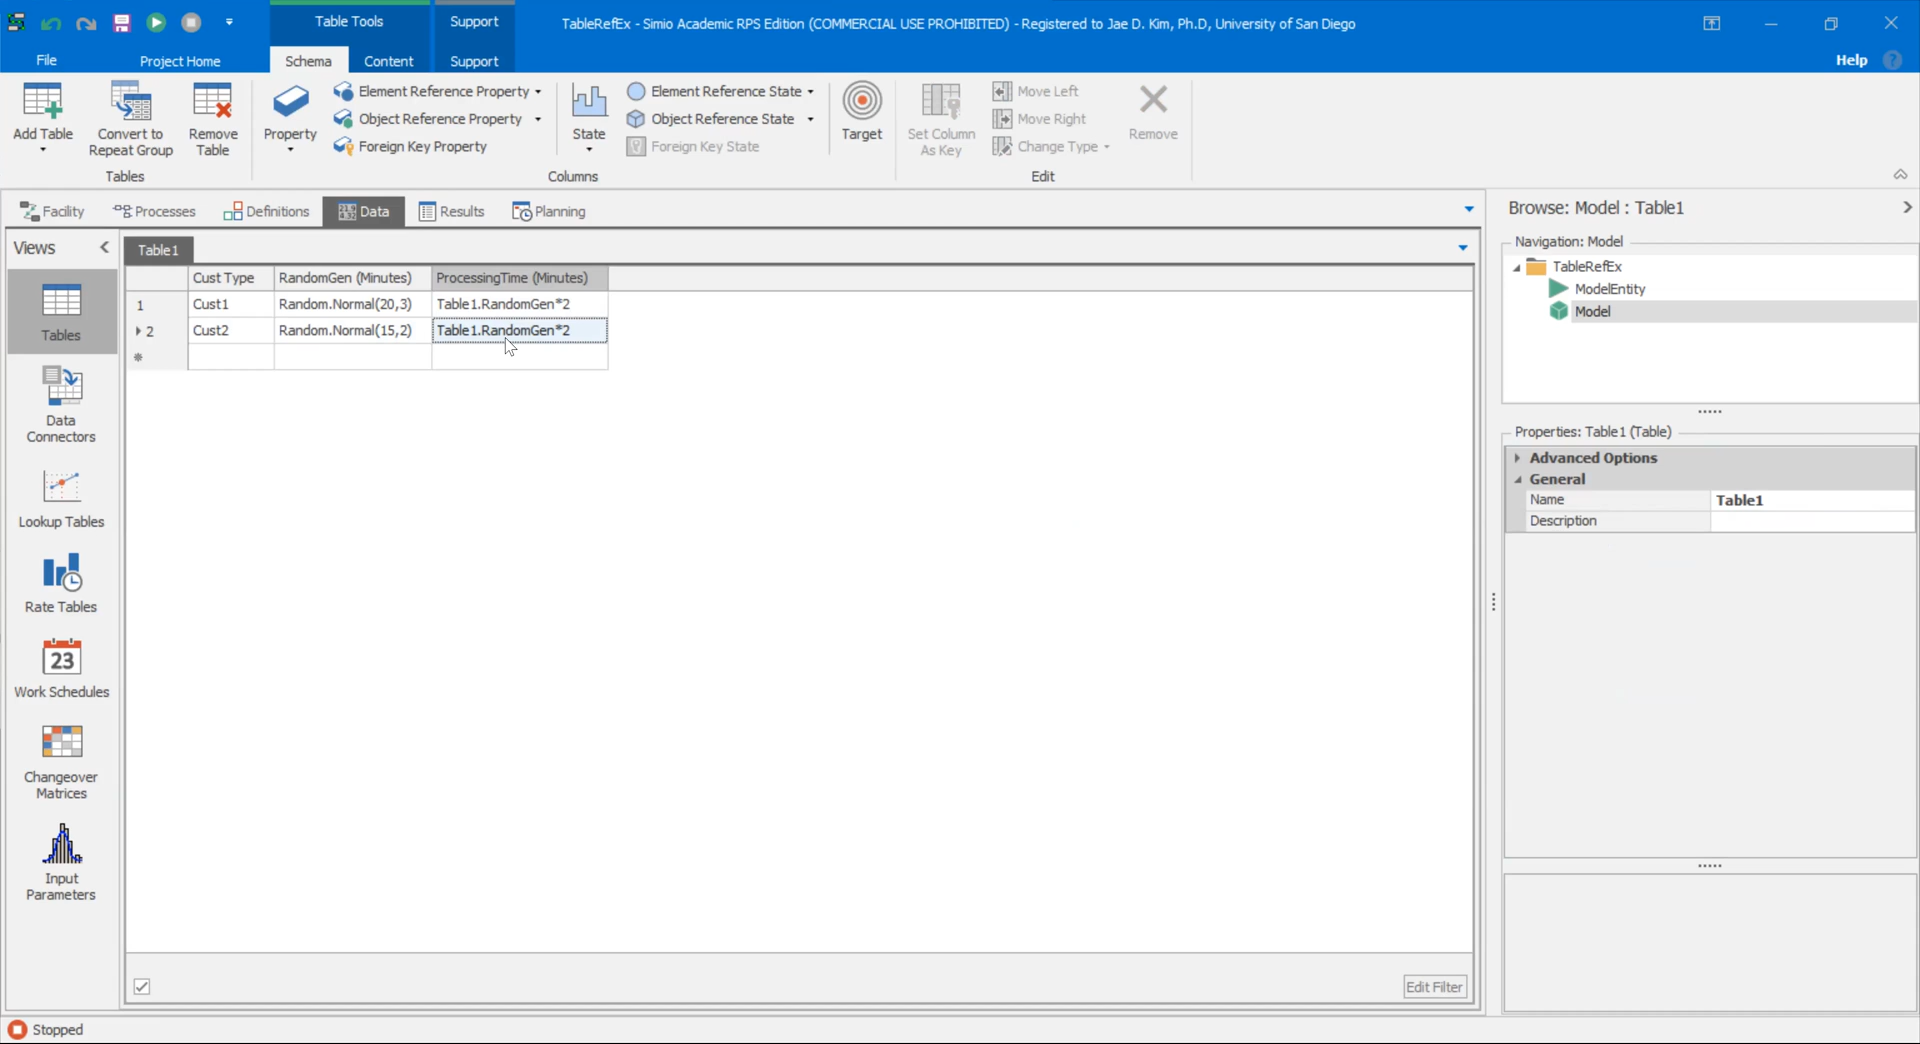 Table Tools
Support
TableRefEx - Simio Academic RPS Edition (COMMERCIAL USE PROHIBITED) - Registered to Jae D. Kim, Ph.D, University of San Diego
File
Project Home
Schema
Content
Support
Help
Add Table
Convert to Repeat Group
Remove Table
Tables
Property
Element Reference Property
Object Reference Property
Foreign Key Property
State
Element Reference State
Object Reference State
Foreign Key State
Columns
Target
Set Column As Key
Move Left
Move Right
Change Type
Remove
Edit
Facility
Processes
Definitions
Data
Results
Planning
Views
Tables
Data Connectors
Lookup Tables
Rate Tables
23
Work Schedules
Changeover Matrices
Input Parameters
Table1
Cust Type RandomGen (Minutes) ProcessingTime (Minutes)
1 Cust1 Random.Normal(20,3) Table1.RandomGen*2
2 Cust2 Random.Normal(15,2) Table1.RandomGen*2
Edit Filter
Browse: Model : Table1
Navigation: Model
TableRefEx
ModelEntity
Model
Properties: Table1 (Table)
Advanced Options
General
Name Table1
Description
Stopped